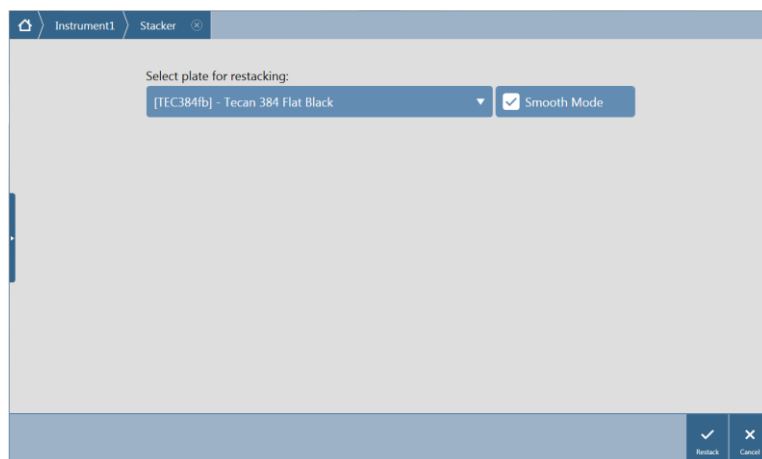 Instrument1 Stacker
Select plate for restacking:
[TEC384fb] - Tecan 384 Flat Black Smooth Mode
Restack Cancel